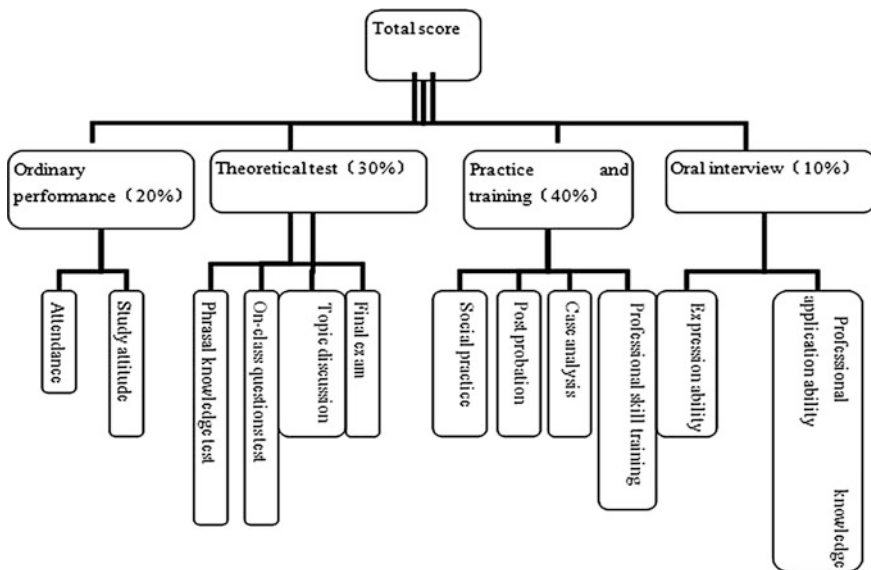 Total score
Ordinary
performance（20%）
Theoretical test（30%）
Practice and
training（40%）
Oral interview（10%）
Attendance
Study attitude
Phrasal knowledge test
On-class questions test
Topic discussion
Final exam
Social practice
Post probation
Case analysis
Professional skill training
Expression ability
Professional knowledge
application ability